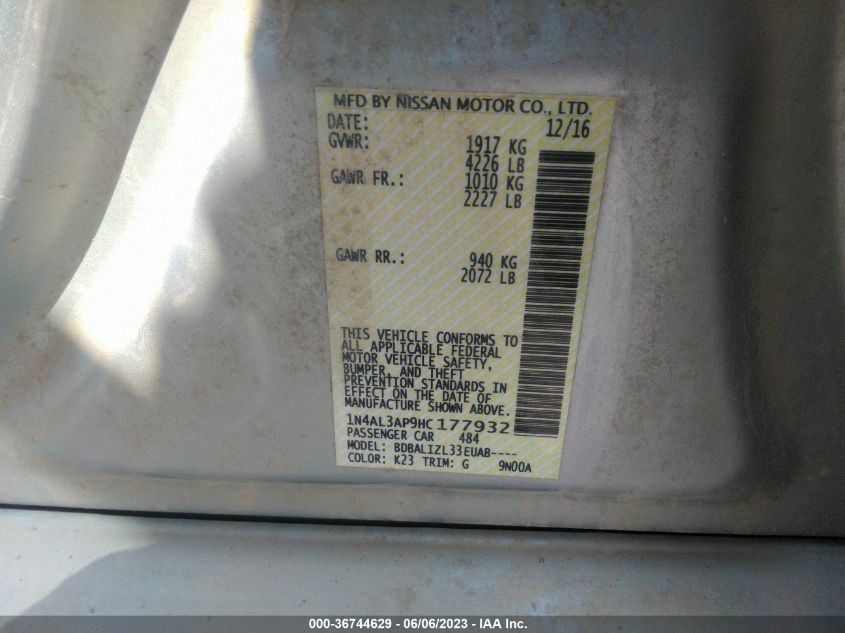 MFD BY NISSAN MOTOR CO., LTD.
DATE: 12/16
GVWR: 1917 KG
4226 LB
GAWR FR.: 1010 KG
2227 LB
GAWR RR.: 940 KG
2072 LB
THIS VEHICLE CONFORMS TO
ALL APPLICABLE FEDERAL
MOTOR VEHICLE SAFETY,
BUMPER, AND THEFT
PREVENTION STANDARDS IN
EFFECT ON THE DATE OF
MANUFACTURE SHOWN ABOVE.
1N4AL3AP9HC177932
PASSENGER CAR 484
MODEL: BDBALIZL33EUAB----
COLOR: K23 TRIM: G 9N00A
000-36744629 - 06/06/2023 - IAA Inc.